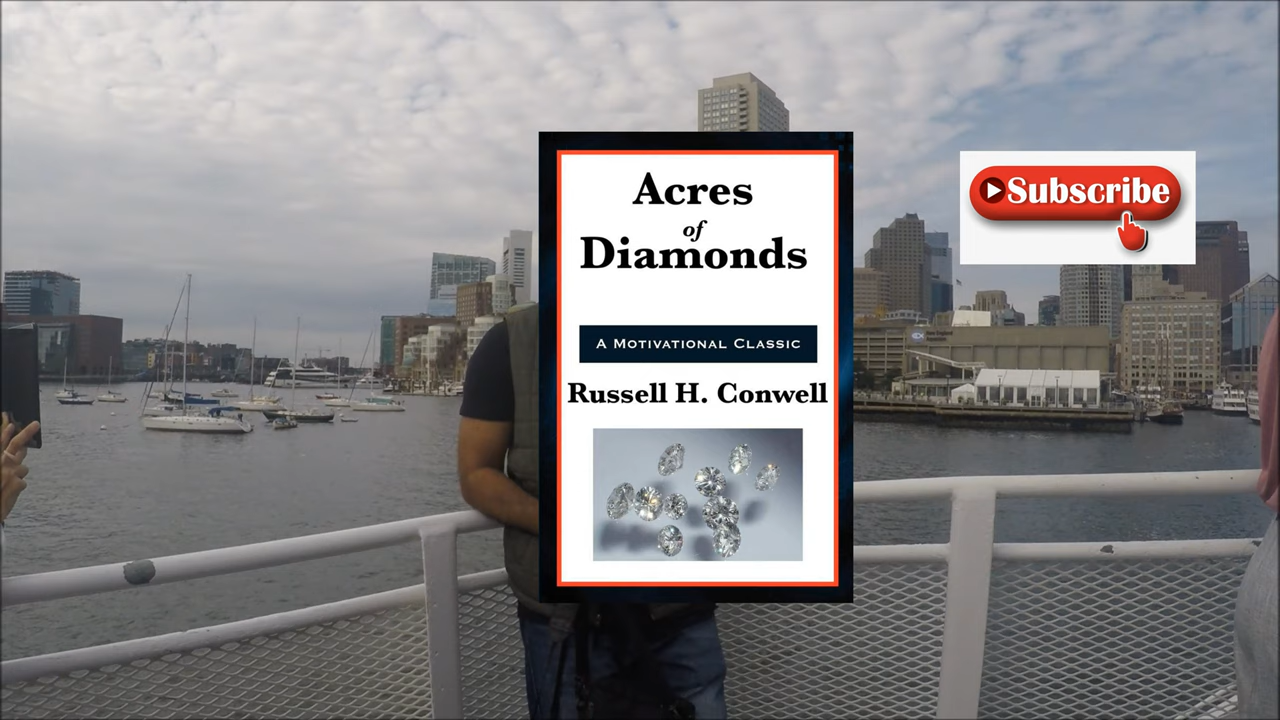 Acres
of
Diamonds
A Motivational Classic
Russell H. Conwell
Subscribe